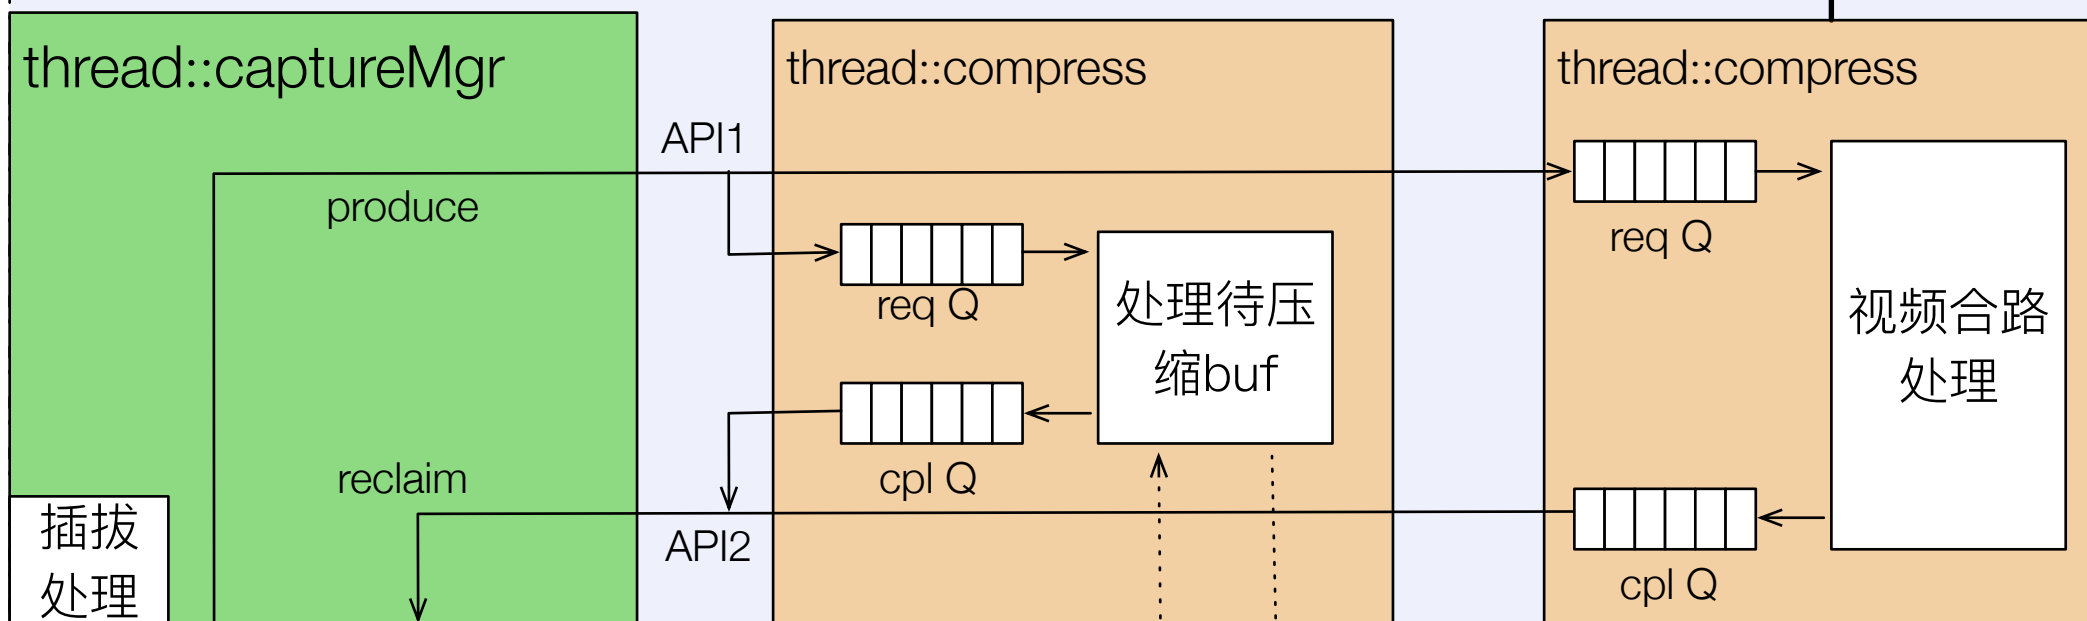 thread::captureMgr
thread::compress
thread::compress
API1
produce
req Q
req Q
处理待压
缩buf
视频合路
处理
reclaim
cpl Q
API2
插拔
处理
cpl Q